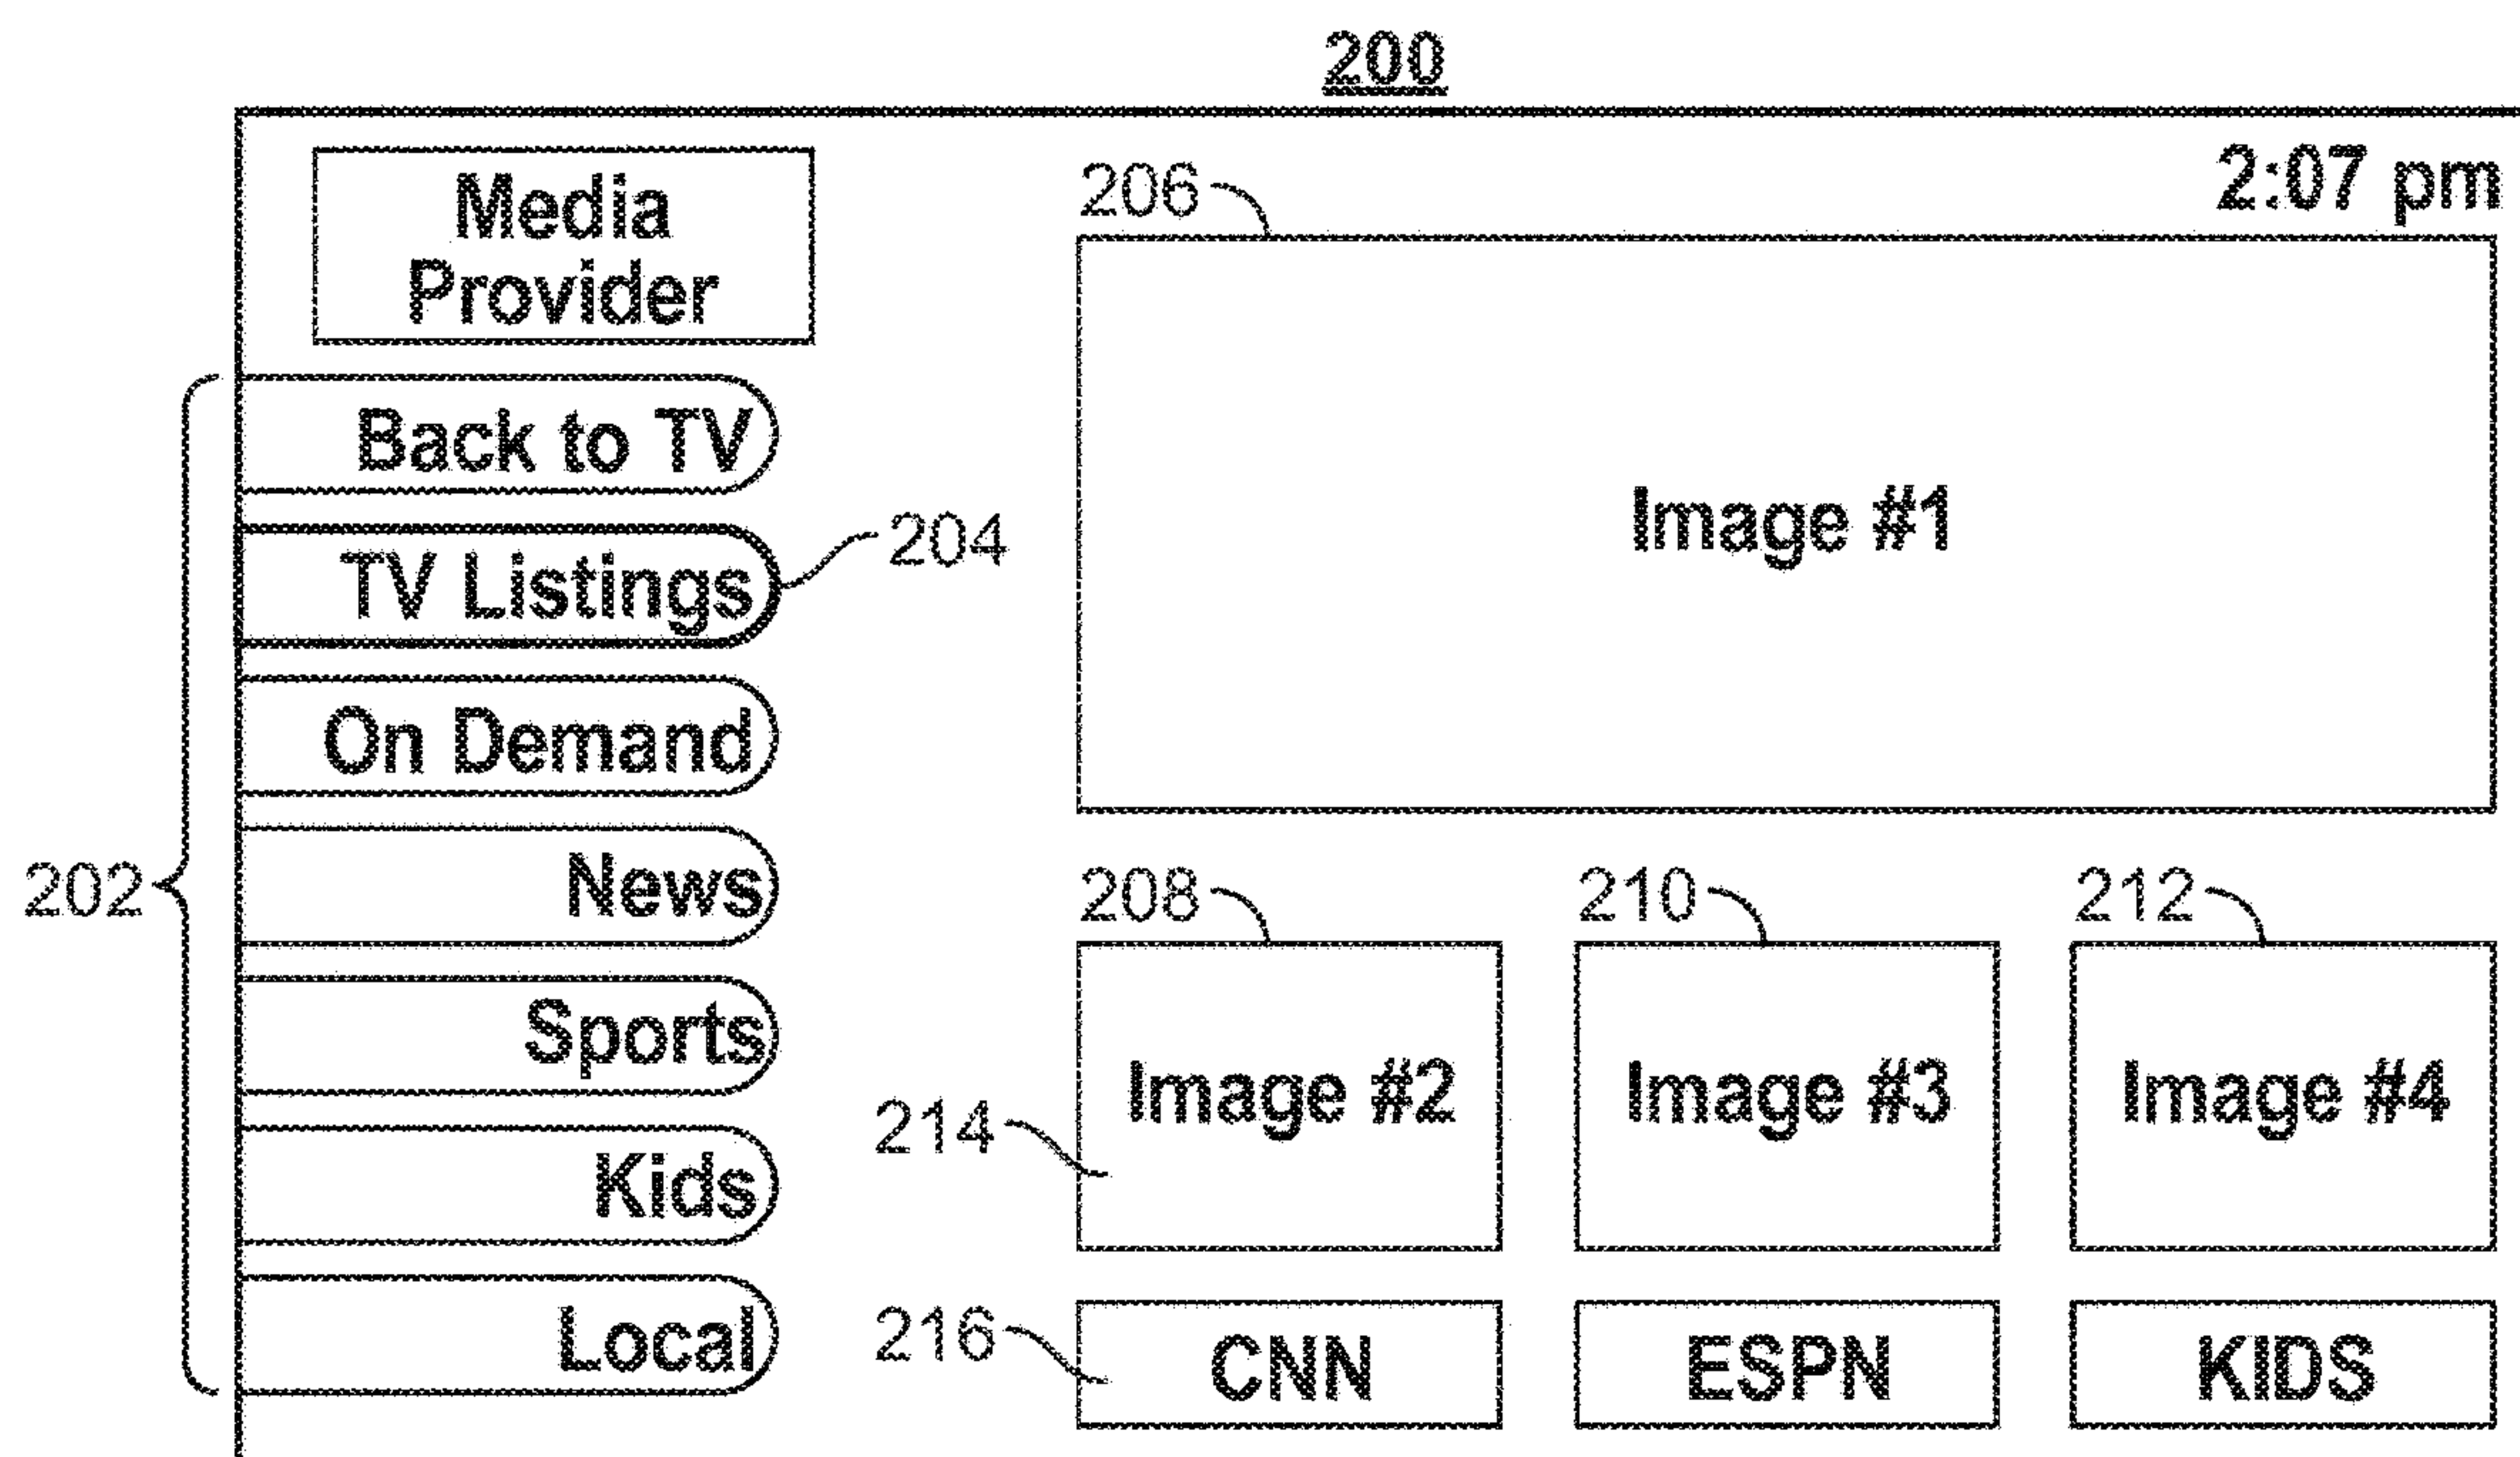 200
2:07 pm
Media
Provider
206
Back to TV
Image #1
TV Listings
204
On Demand
News
202
208
210
212
Sports
Image #2
Image #3
Image #4
214
Kids
Local
216
CNN
ESPN
KIDS